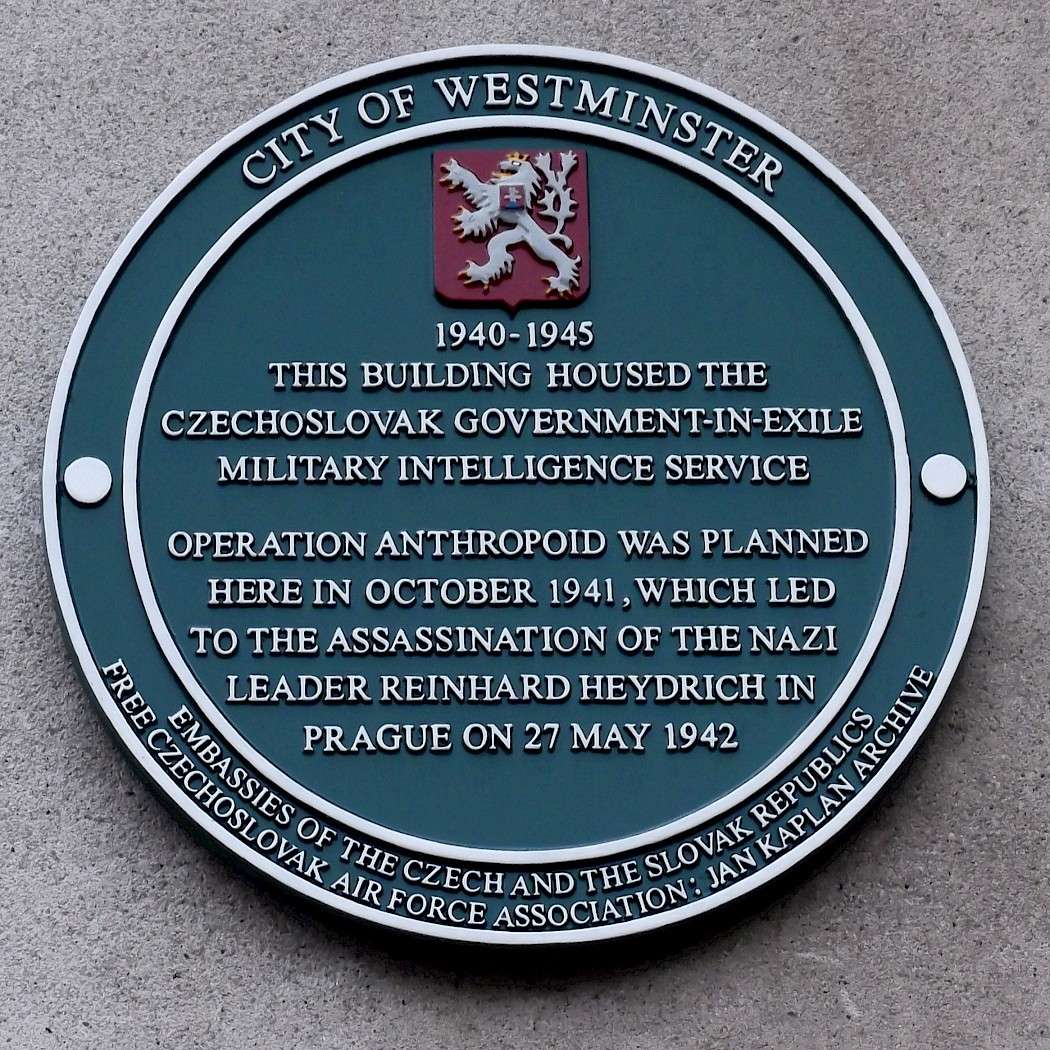 CITY OF WESTMINSTER
1940-1945
THIS BUILDING HOUSED THE
CZECHOSLOVAK GOVERNMENT-IN-EXILE
MILITARY INTELLIGENCE SERVICE
OPERATION ANTHROPOID WAS PLANNED
HERE IN OCTOBER 1941, WHICH LED
TO THE ASSASSINATION OF THE NAZI
LEADER REINHARD HEYDRICH IN
PRAGUE ON 27 MAY 1942
EMBASSIES OF THE CZECH AND THE SLOVAK REPUBLICS
FREE CZECHOSLOVAK AIR FORCE ASSOCIATION: JAN KAPLAN ARCHIVE